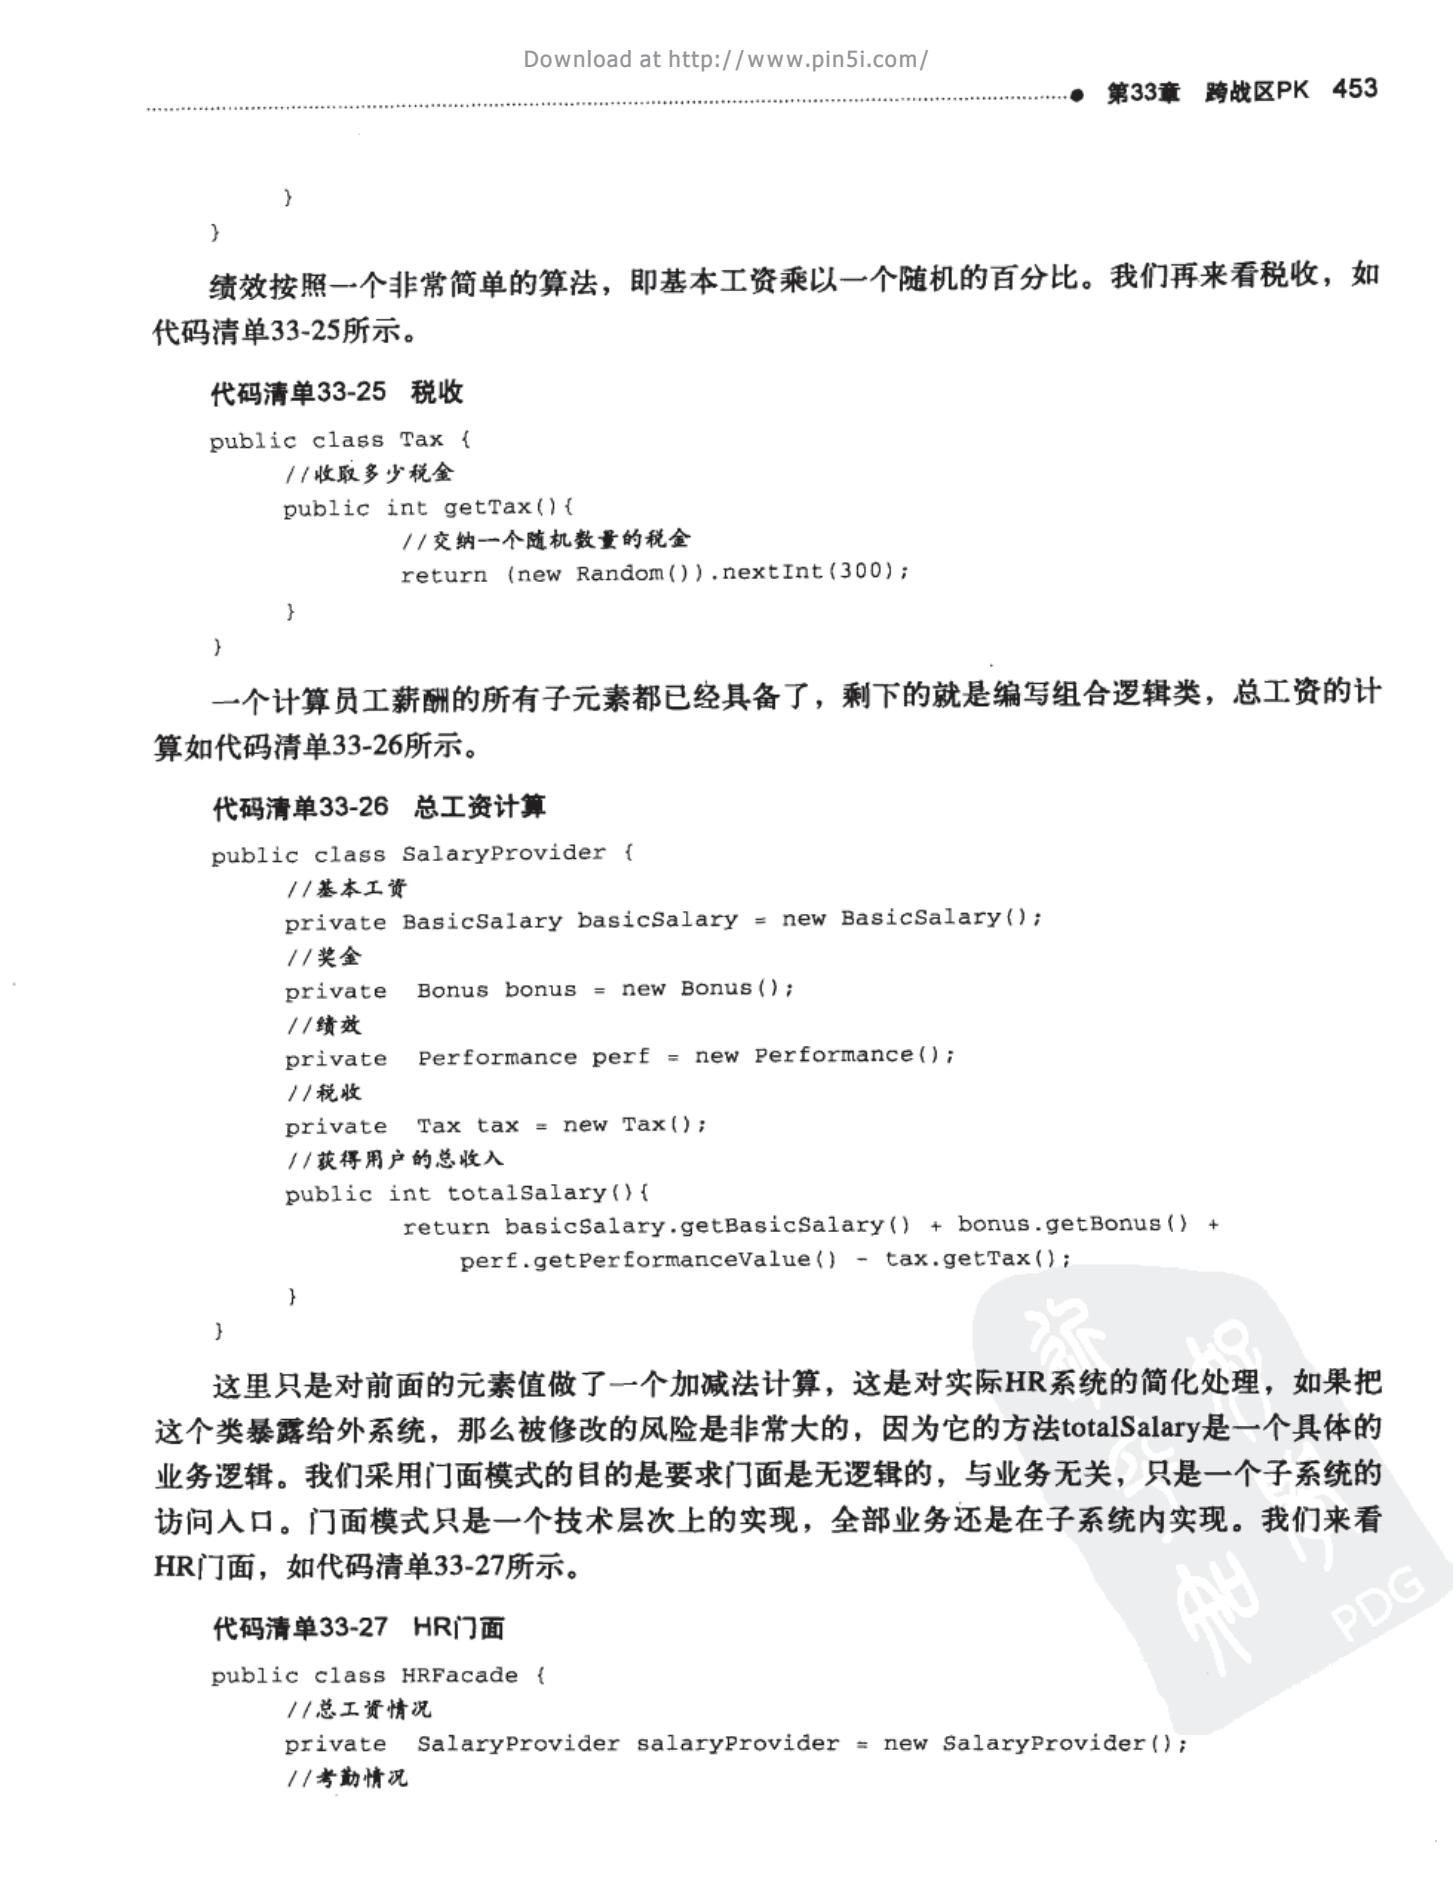 Download at http://www.pin5i.com/
第33章 跨战区PK 453
}
}
绩效按照一个非常简单的算法，即基本工资乘以一个随机的百分比。我们再来看税收，如
代码清单33-25所示。
代码清单33-25 税收
public class Tax {
//收取多少税金
public int getTax(){
//交纳一个随机数量的税金
return (new Random()).nextInt(300);
}
}
一个计算员工薪酬的所有子元素都已经具备了，剩下的就是编写组合逻辑类，总工资的计
算如代码清单33-26所示。
代码清单33-26 总工资计算
public class SalaryProvider {
//基本工资
private BasicSalary basicSalary = new BasicSalary();
//奖金
private Bonus bonus = new Bonus();
//绩效
private Performance perf = new Performance();
//税收
private Tax tax = new Tax();
//获得用户的总收入
public int totalSalary(){
return basicSalary.getBasicSalary() + bonus.getBonus() +
perf.getPerformanceValue() - tax.getTax();
}
}
这里只是对前面的元素值做了一个加减法计算，这是对实际HR系统的简化处理，如果把
这个类暴露给外系统，那么被修改的风险是非常大的，因为它的方法totalSalary是一个具体的
业务逻辑。我们采用门面模式的目的是要求门面是无逻辑的，与业务无关，只是一个子系统的
访问入口。门面模式只是一个技术层次上的实现，全部业务还是在子系统内实现。我们来看
HR门面，如代码清单33-27所示。
PDG
代码清单33-27 HR门面
public class HRFacade {
//总工资情况
private SalaryProvider salaryProvider = new SalaryProvider();
//考勤情况